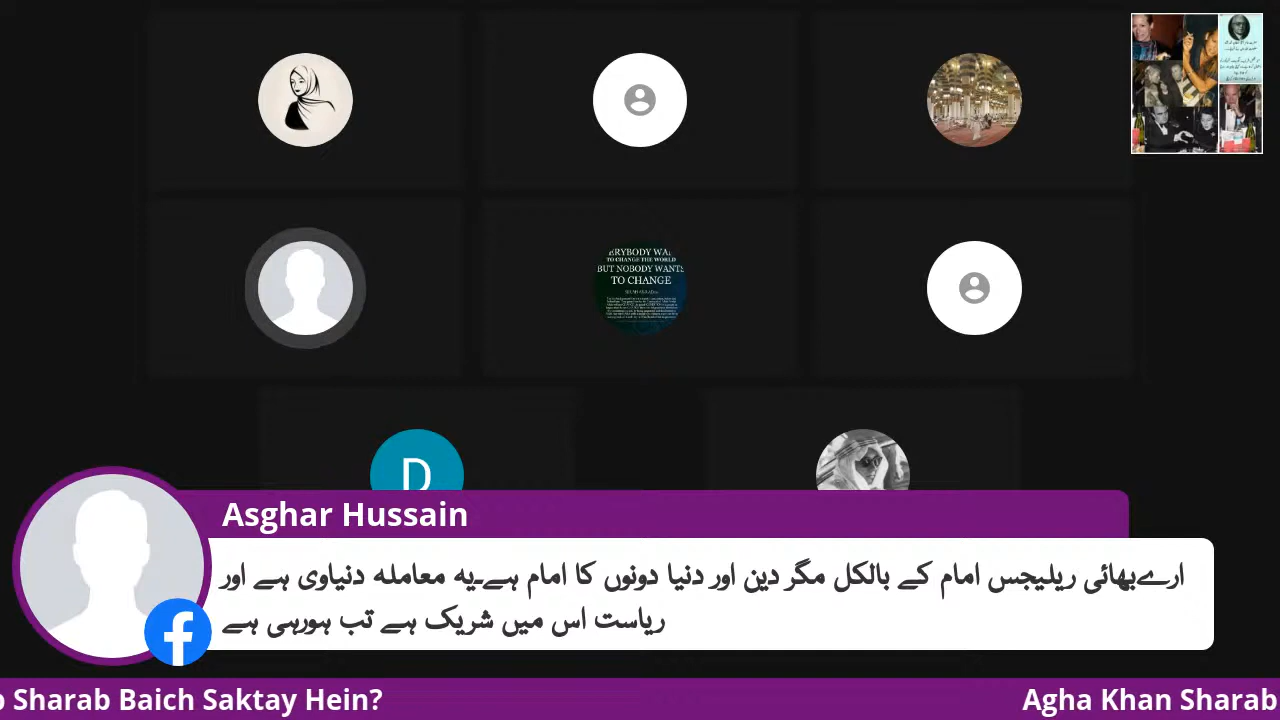 ERYBODY WA
TO CHANGE THE WORLD
BUT NOBODY WANTS
TO CHANGE
D
Asghar Hussain
ارےبھائی ریلیجس امام کے بالکل مگر دین اور دنیا دونوں کا امام ہے۔یہ معاملہ دنیاوی ہے اور
ریاست اس میں شریک ہے تب ہورہی ہے
Sharab Baich Saktay Hein?
Agha Khan Sharab